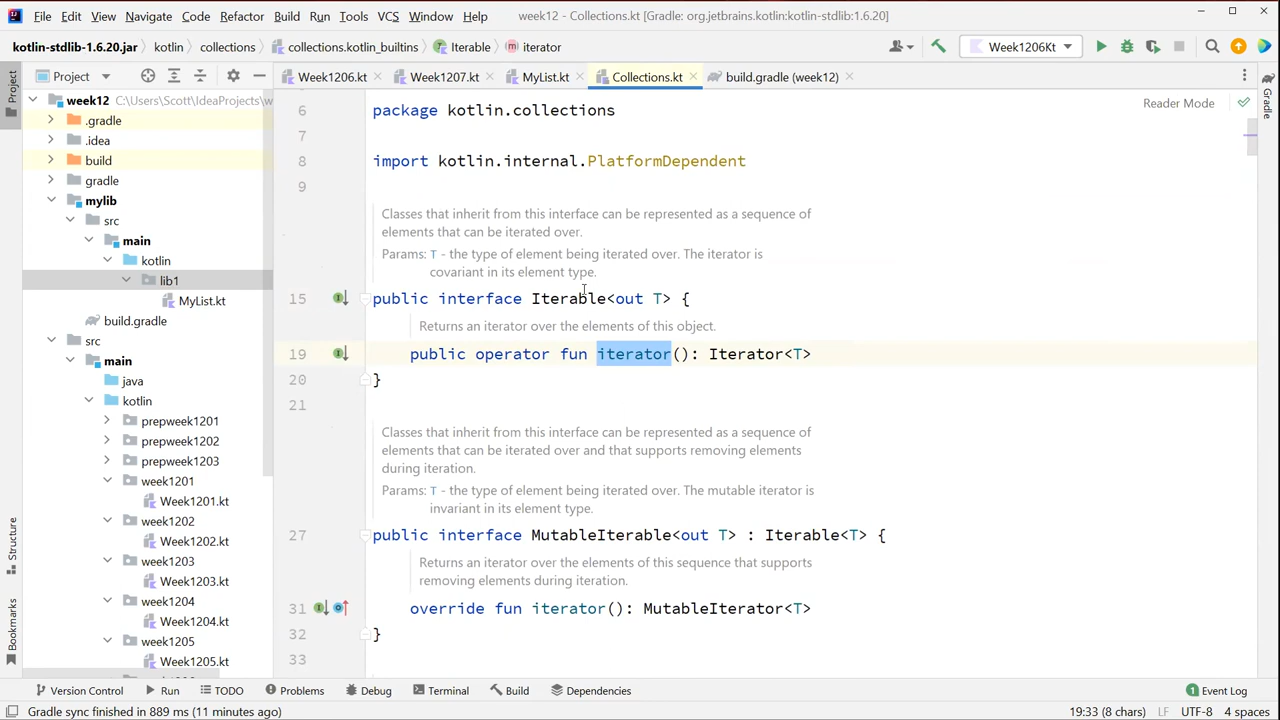 File Edit View Navigate Code Refactor Build Run Tools VCS Window Help week12 - Collections.kt [Gradle: org.jetbrains.kotlin:kotlin-stdlib-1.6.20]
kotlin-stdlib-1.6.20.jar kotlin collections collections.kotlin_builtins Iterable iterator Week1206Kt
Project Week1206.kt Week1207.kt MyList.kt Collections.kt build.gradle (week12)
Project
Gradle
Structure
Bookmarks
week12 C:\Users\Scott\IdeaProjects\w
.gradle
.idea
build
gradle
mylib
src
main
kotlin
lib1
MyList.kt
build.gradle
src
main
java
kotlin
prepweek1201
prepweek1202
prepweek1203
week1201
Week1201.kt
week1202
Week1202.kt
week1203
Week1203.kt
week1204
Week1204.kt
week1205
Week1205.kt
Reader Mode
6 package kotlin.collections
7
8 import kotlin.internal.PlatformDependent
9
Classes that inherit from this interface can be represented as a sequence of
elements that can be iterated over.
Params: T - the type of element being iterated over. The iterator is
covariant in its element type.
15 public interface Iterable<out T> {
Returns an iterator over the elements of this object.
19 public operator fun iterator(): Iterator<T>
20 }
21
Classes that inherit from this interface can be represented as a sequence of
elements that can be iterated over and that supports removing elements
during iteration.
Params: T - the type of element being iterated over. The mutable iterator is
invariant in its element type.
27 public interface MutableIterable<out T> : Iterable<T> {
Returns an iterator over the elements of this sequence that supports
removing elements during iteration.
31 override fun iterator(): MutableIterator<T>
32 }
33
Version Control Run TODO Problems Debug Terminal Build Dependencies 1 Event Log
Gradle sync finished in 889 ms (11 minutes ago) 19:33 (8 chars) LF UTF-8 4 spaces